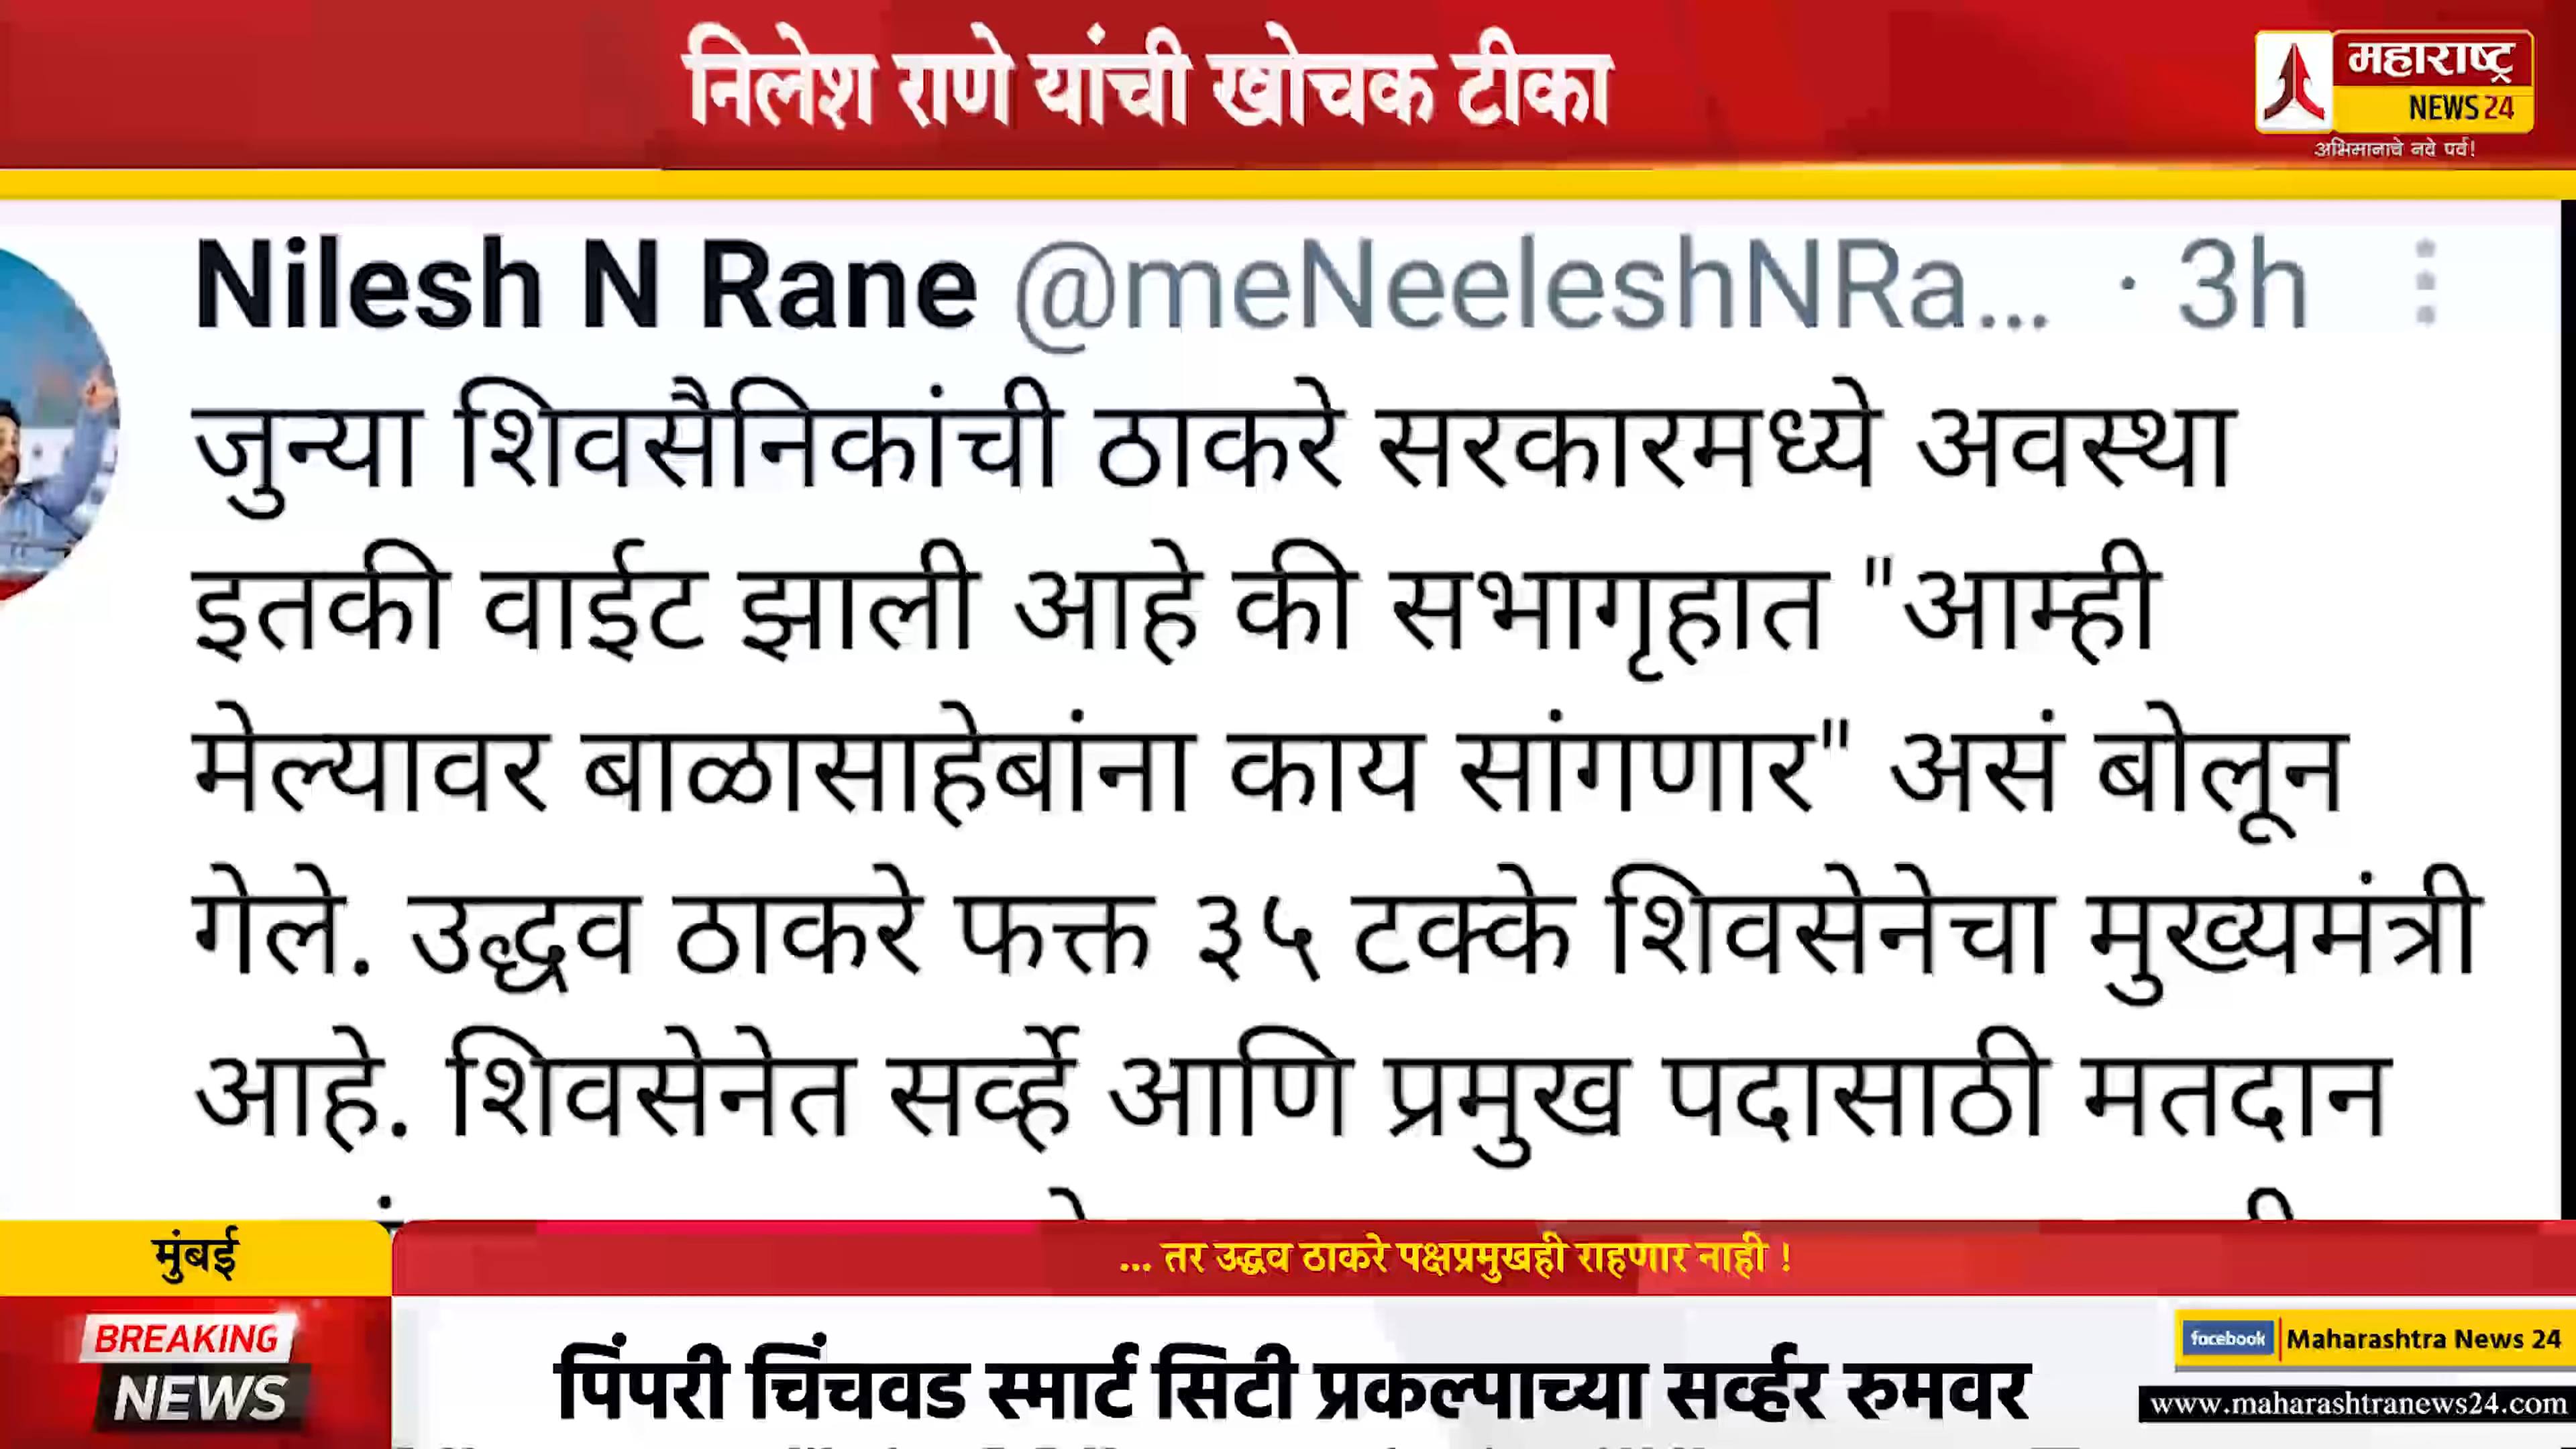 निलेश राणे यांची खोचक टीका
महाराष्ट्र
NEWS 24
अभिमानाचे नवे पर्व!
Nilesh N Rane @meNeeleshNRa... · 3h
जुन्या शिवसैनिकांची ठाकरे सरकारमध्ये अवस्था
इतकी वाईट झाली आहे की सभागृहात "आम्ही
मेल्यावर बाळासाहेबांना काय सांगणार" असं बोलून
गेले. उद्धव ठाकरे फक्त ३५ टक्के शिवसेनेचा मुख्यमंत्री
आहे. शिवसेनेत सर्व्हे आणि प्रमुख पदासाठी मतदान
मुंबई
... तर उद्धव ठाकरे पक्षप्रमुखही राहणार नाही !
BREAKING
NEWS
पिंपरी चिंचवड स्मार्ट सिटी प्रकल्पाच्या सर्व्हर रुमवर
facebook Maharashtra News 24
www.maharashtranews24.com